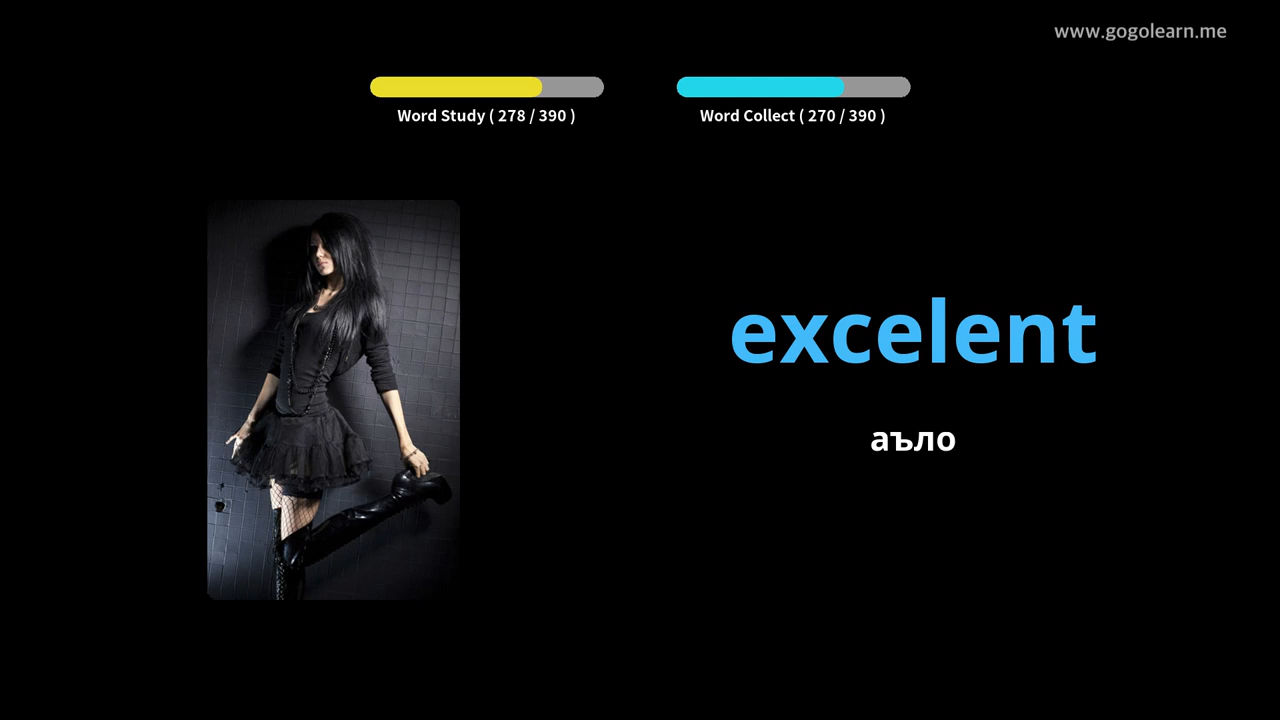 www.gogolearn.me
Word Study ( 278 / 390 )
Word Collect ( 270 / 390 )
excelent
аъло